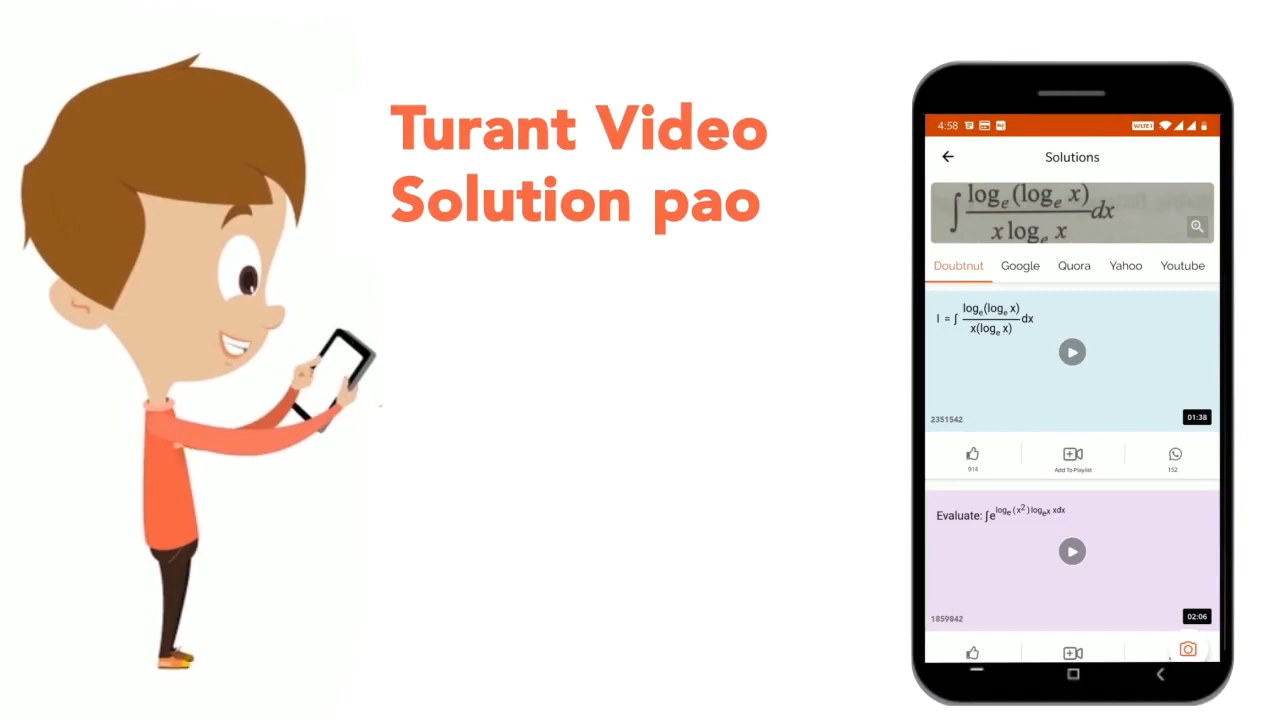 Turant Video
Solution pao
4:58
VoLTE1
Solutions
∫ logₑ(logₑ x) / x logₑ x dx
Doubtnut Google Quora Yahoo Youtube
I = ∫ logₑ(logₑ x) / x(logₑ x) dx
2351542 01:38
914 Add To Playlist 152
Evaluate: ∫e^logₑ(x²)logₑx xdx
1859842 02:06